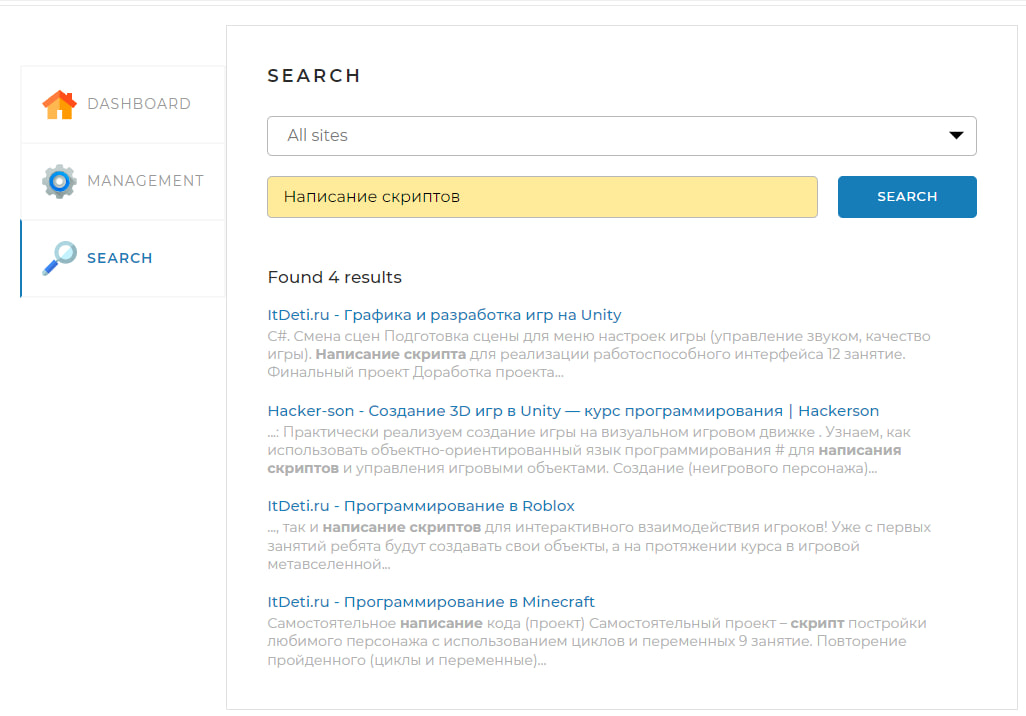 DASHBOARD
MANAGEMENT
SEARCH
SEARCH
All sites
Написание скриптов
SEARCH
Found 4 results
ItDeti.ru - Графика и разработка игр на Unity
C#. Смена сцен Подготовка сцены для меню настроек игры (управление звуком, качество
игры). Написание скрипта для реализации работоспособного интерфейса 12 занятие.
Финальный проект Доработка проекта...
Hacker-son - Создание 3D игр в Unity — курс программирования | Hackerson
...: Практически реализуем создание игры на визуальном игровом движке . Узнаем, как
использовать объектно-ориентированный язык программирования # для написания
скриптов и управления игровыми объектами. Создание (неигрового персонажа)...
ItDeti.ru - Программирование в Roblox
..., так и написание скриптов для интерактивного взаимодействия игроков! Уже с первых
занятий ребята будут создавать свои объекты, а на протяжении курса в игровой
метавселенной...
ItDeti.ru - Программирование в Minecraft
Самостоятельное написание кода (проект) Самостоятельный проект – скрипт постройки
любимого персонажа с использованием циклов и переменных 9 занятие. Повторение
пройденного (циклы и переменные)...